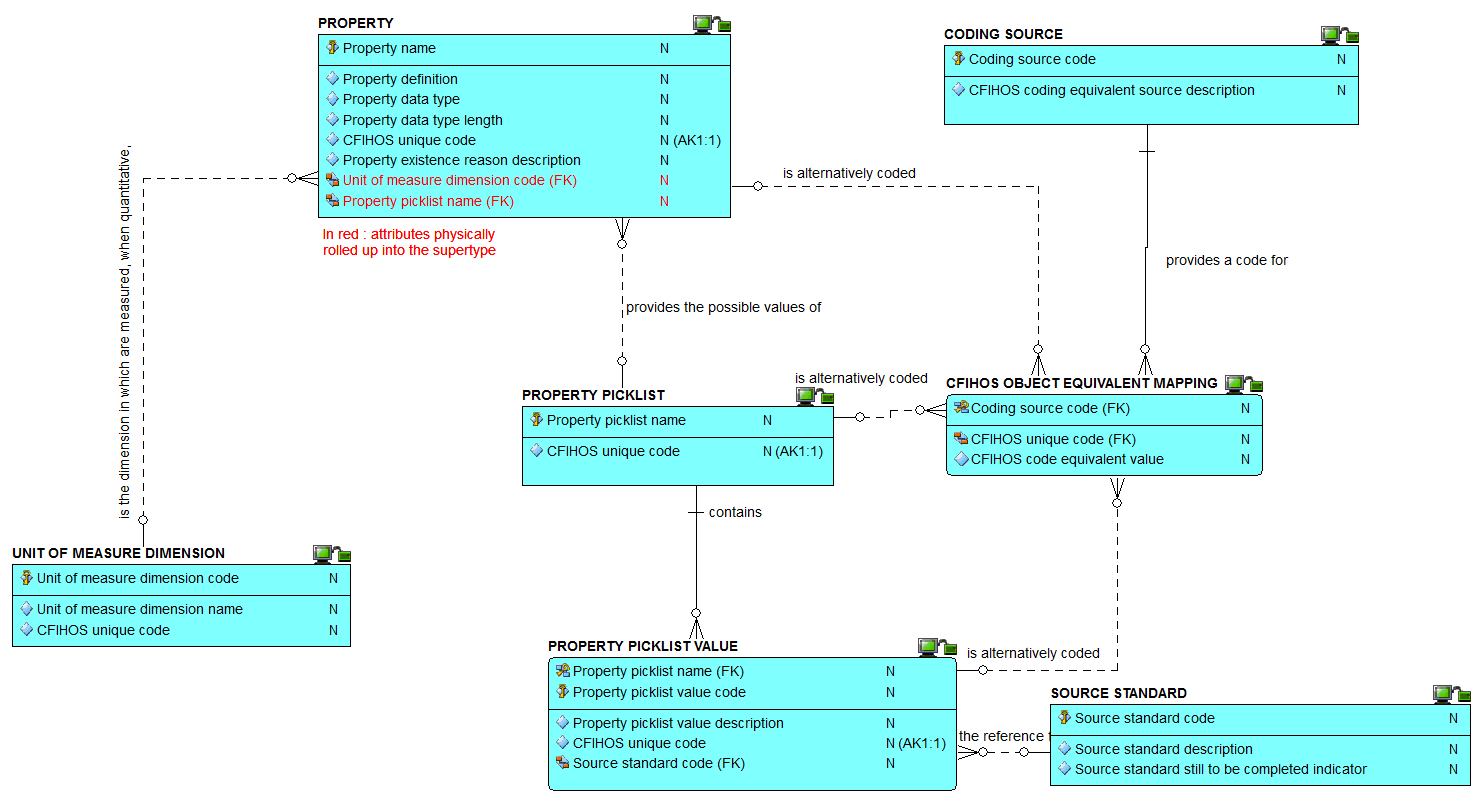 PROPERTY
Property name N
Property definition N
Property data type N
Property data type length N
CFIHOS unique code N (AK1:1)
Property existence reason description N
Unit of measure dimension code (FK) N
Property picklist name (FK) N
In red : attributes physically
rolled up into the supertype
CODING SOURCE
Coding source code N
CFIHOS coding equivalent source description N
is alternatively coded
provides a code for
is the dimension in which are measured, when quantitative,
provides the possible values of
PROPERTY PICKLIST
Property picklist name N
CFIHOS unique code N (AK1:1)
is alternatively coded
CFIHOS OBJECT EQUIVALENT MAPPING
Coding source code (FK) N
CFIHOS unique code (FK) N
CFIHOS code equivalent value N
contains
UNIT OF MEASURE DIMENSION
Unit of measure dimension code N
Unit of measure dimension name N
CFIHOS unique code N
PROPERTY PICKLIST VALUE
Property picklist name (FK) N
Property picklist value code N
Property picklist value description N
CFIHOS unique code N (AK1:1)
Source standard code (FK) N
is alternatively coded
the reference
SOURCE STANDARD
Source standard code N
Source standard description N
Source standard still to be completed indicator N